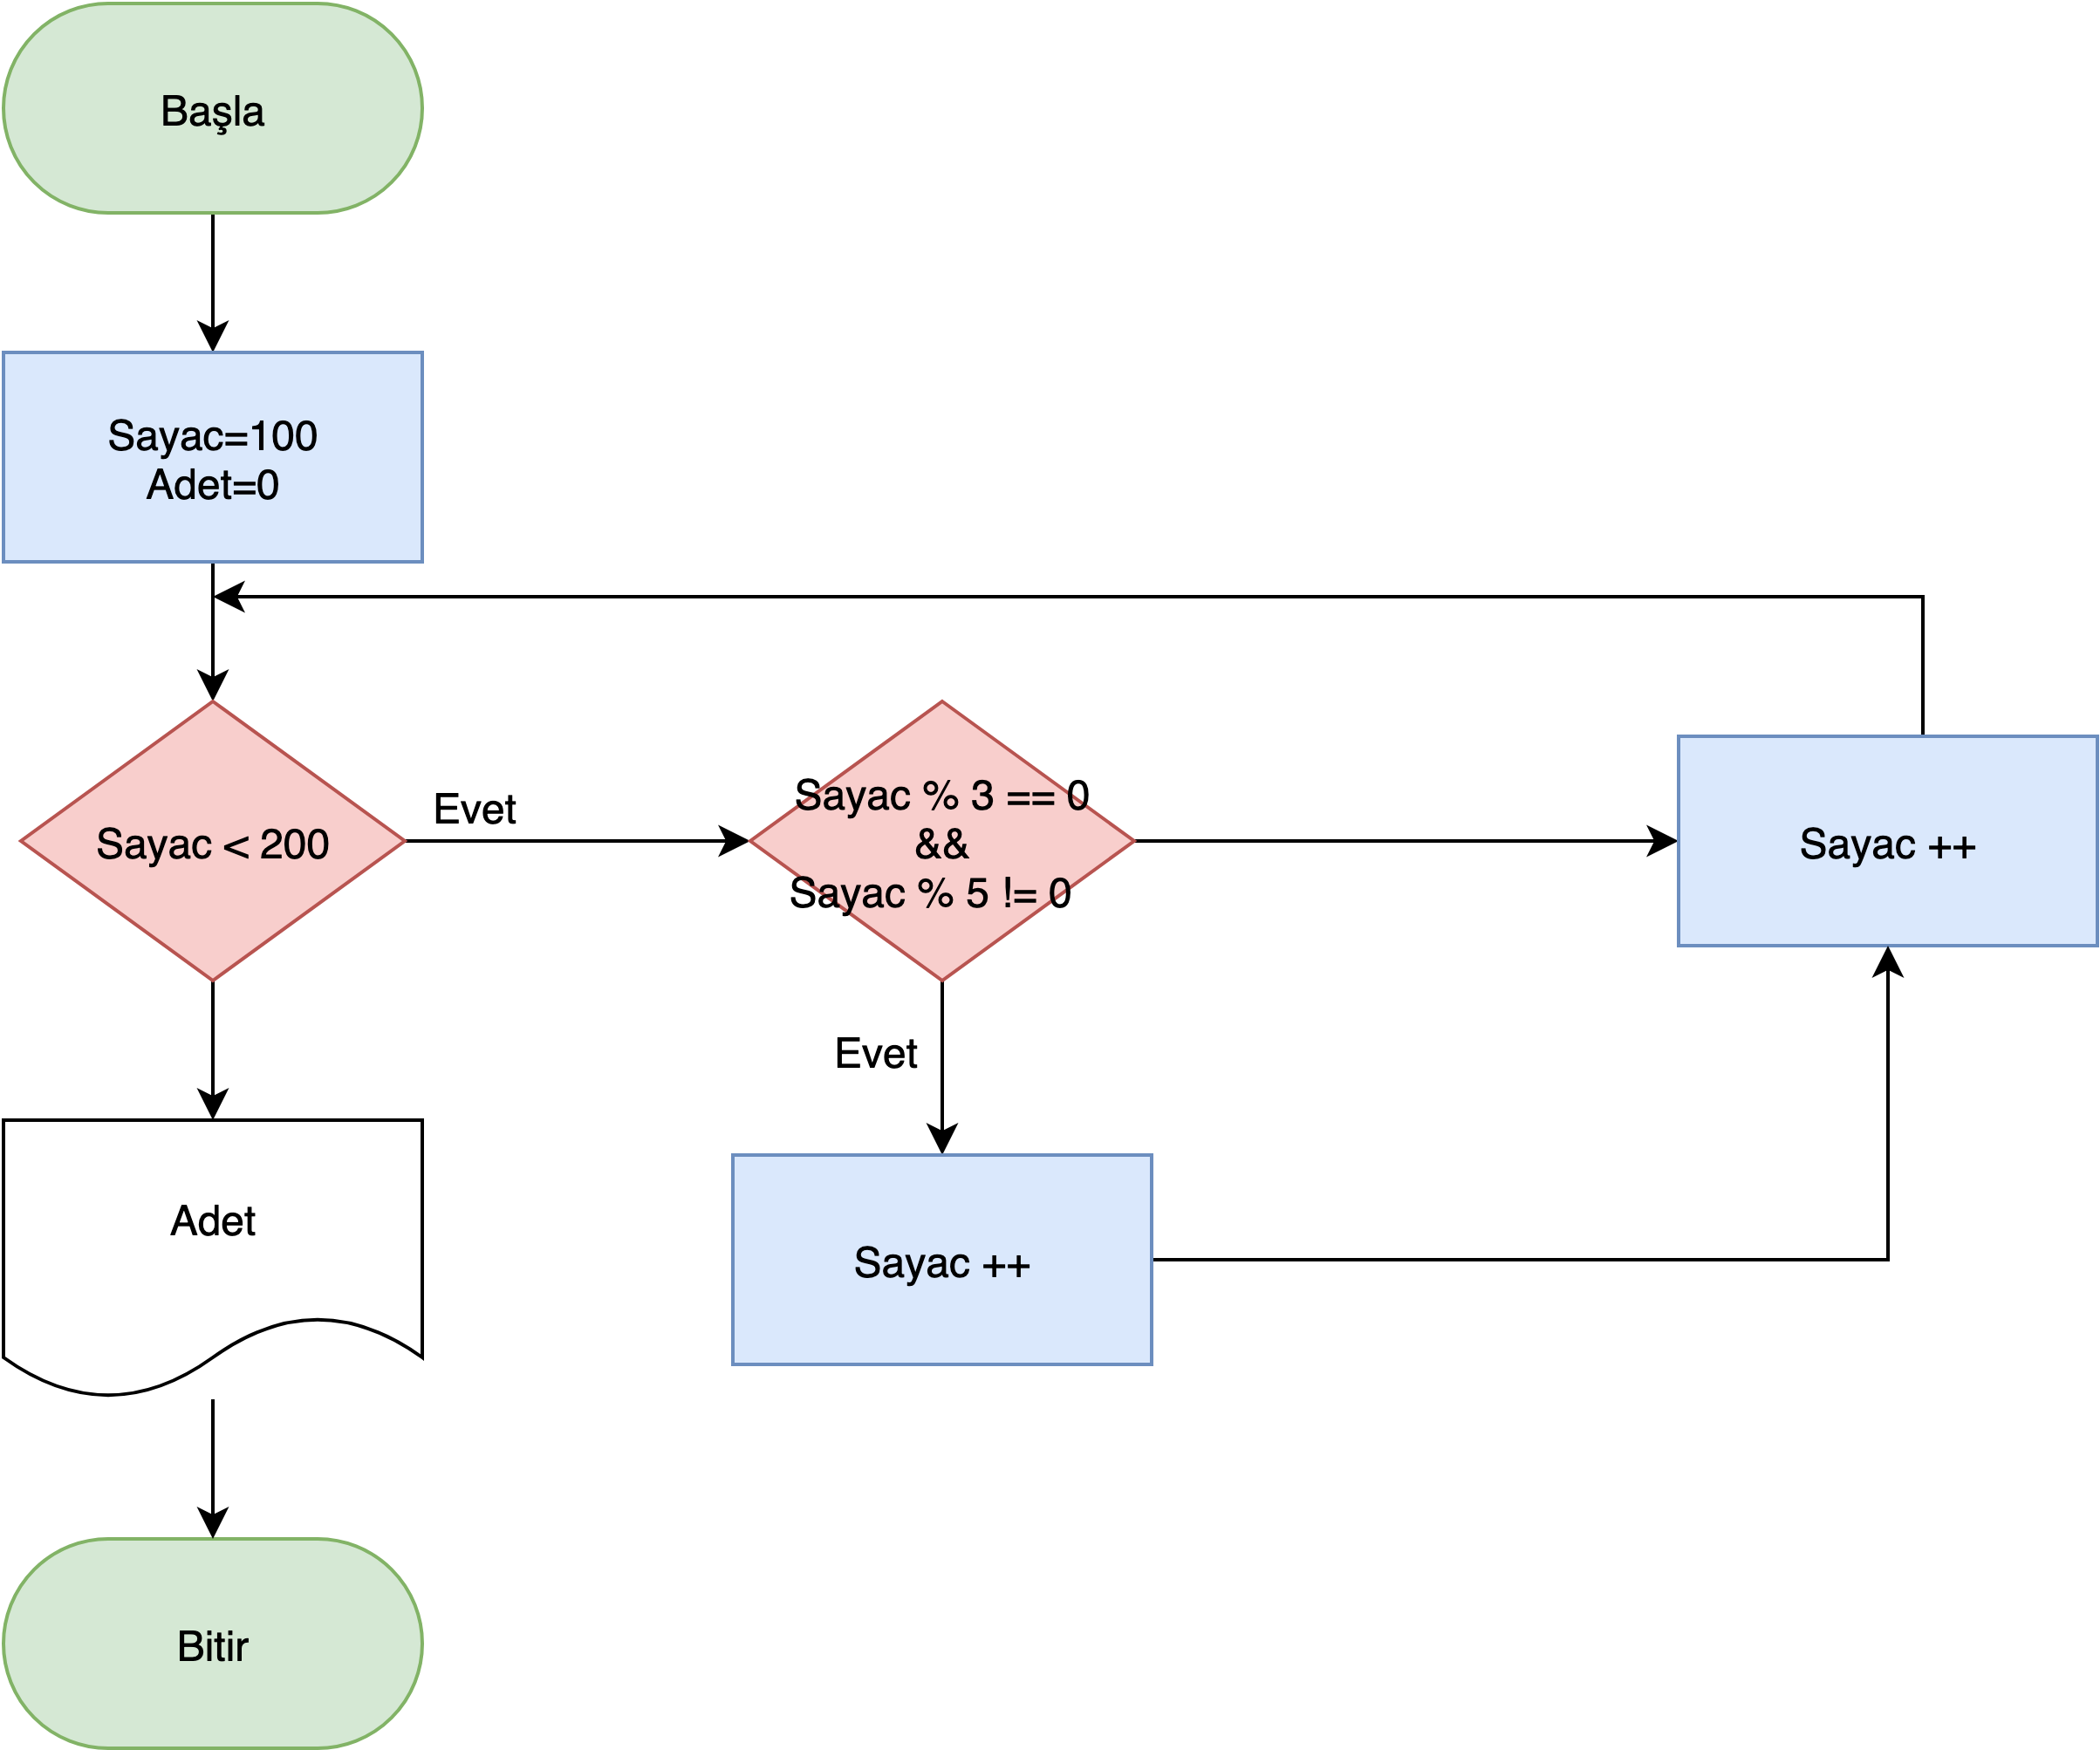 Başla
Sayac=100
Adet=0
Sayac < 200
Evet
Sayac % 3 == 0
&&
Sayac % 5 != 0
Sayac ++
Evet
Sayac ++
Adet
Bitir